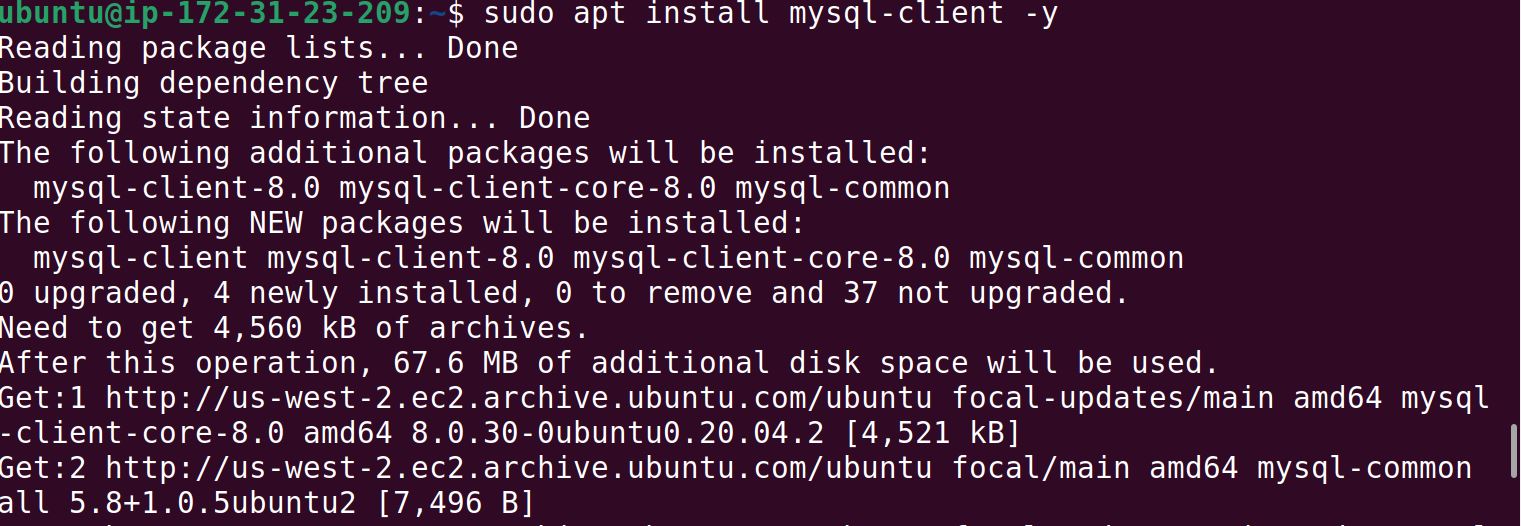 ubuntu@ip-172-31-23-209:~$ sudo apt install mysql-client -y
Reading package lists... Done
Building dependency tree
Reading state information... Done
The following additional packages will be installed:
  mysql-client-8.0 mysql-client-core-8.0 mysql-common
The following NEW packages will be installed:
  mysql-client mysql-client-8.0 mysql-client-core-8.0 mysql-common
0 upgraded, 4 newly installed, 0 to remove and 37 not upgraded.
Need to get 4,560 kB of archives.
After this operation, 67.6 MB of additional disk space will be used.
Get:1 http://us-west-2.ec2.archive.ubuntu.com/ubuntu focal-updates/main amd64 mysql
-client-core-8.0 amd64 8.0.30-0ubuntu0.20.04.2 [4,521 kB]
Get:2 http://us-west-2.ec2.archive.ubuntu.com/ubuntu focal/main amd64 mysql-common
all 5.8+1.0.5ubuntu2 [7,496 B]